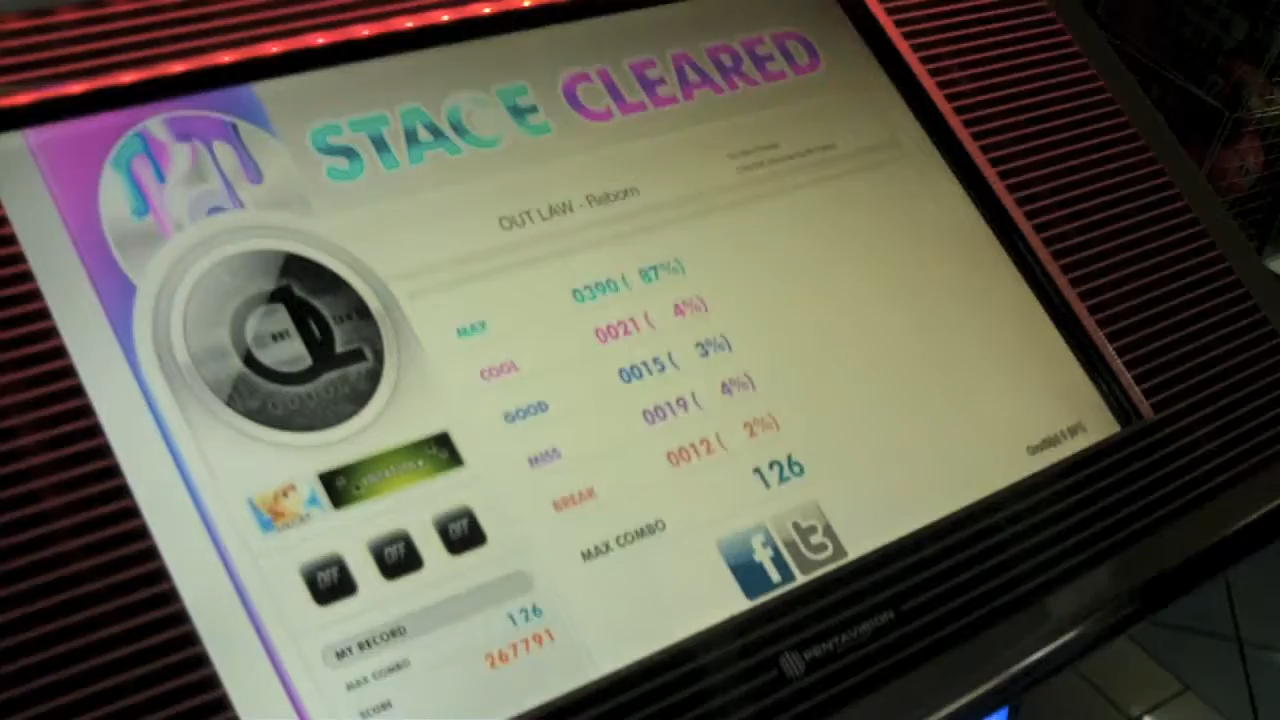 STAGE CLEARED
OUT LAW - Reborn
MAX 0390 ( 87%)
COOL 0021 ( 4%)
GOOD 0015 ( 3%)
MISS 0019 ( 4%)
BREAK 0012 ( 2%)
MAX COMBO 126
OFF OFF OFF
MY RECORD
MAX COMBO 126
SCORE 267791
f t
PENTAVISION